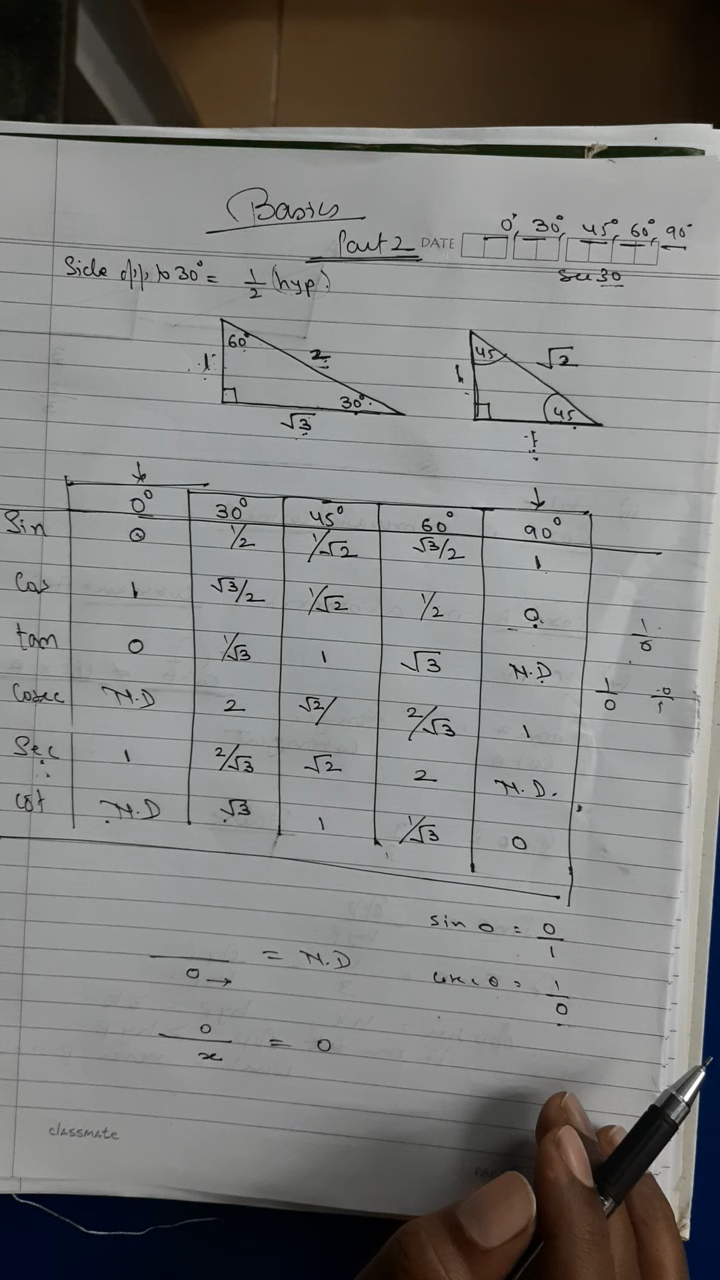 Basics
Part 2 DATE 0°, 30°, 45°, 60°, 90°
Side opp to 30° = 1/2 (hyp)
sec 30
60° 2 30° 1 √3
45 √2 45 1 1
0° 30° 45° 60° 90°
Sin 0 1/2 1/√2 √3/2 1
Cos 1 √3/2 1/√2 1/2 0
tan 0 1/√3 1 √3 N.D
Cosec N.D 2 √2/ 2/√3 1
Sec 1 2/√3 √2 2 N.D.
Cot N.D √3 1 1/√3 0
1/0
1/0 0/1
sin 0 = 0/1
/0 = N.D
cosec 0 = 1/0
0/x = 0
classmate